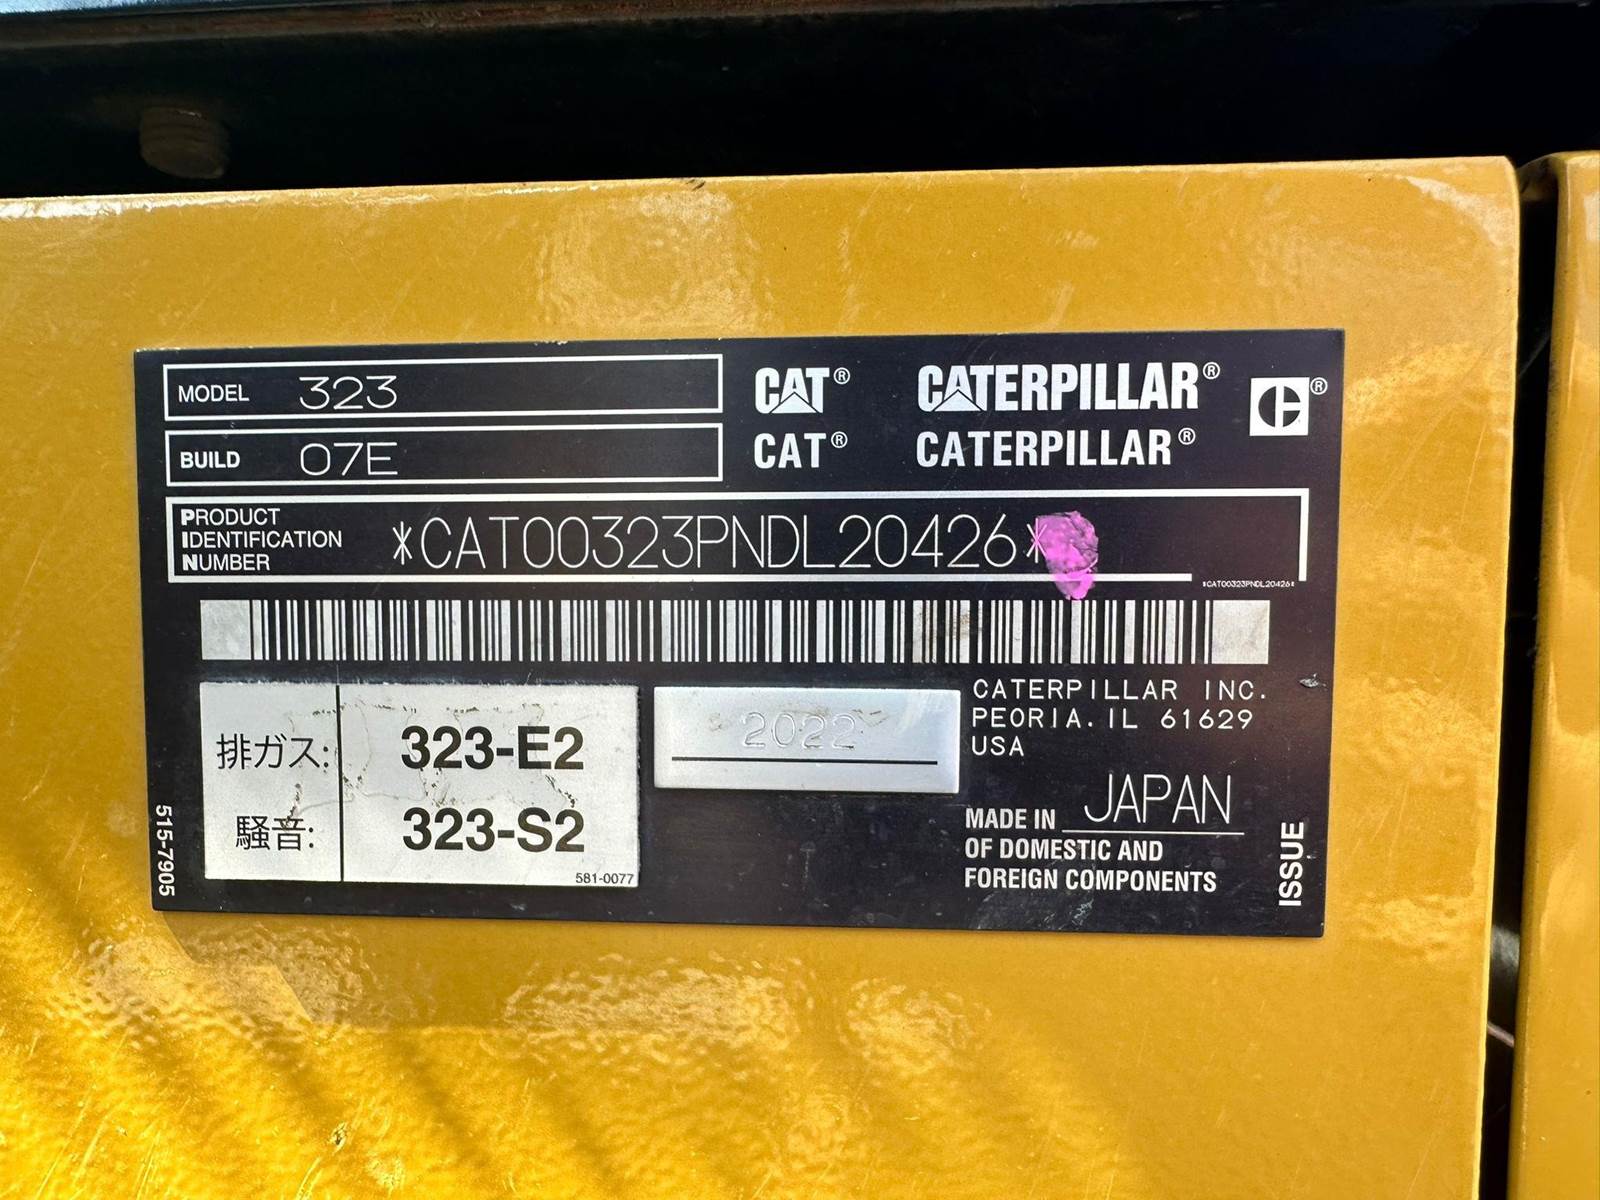 MODEL 323
BUILD 07E
CAT® CATERPILLAR®
CAT® CATERPILLAR®
PRODUCT
IDENTIFICATION
NUMBER
*CAT00323PNDL20426*
*CAT00323PNDL20426*
排ガス: 323-E2
騒音: 323-S2
581-0077
515-7905
2022
CATERPILLAR INC.
PEORIA. IL 61629
USA
MADE IN JAPAN
OF DOMESTIC AND
FOREIGN COMPONENTS
ISSUE